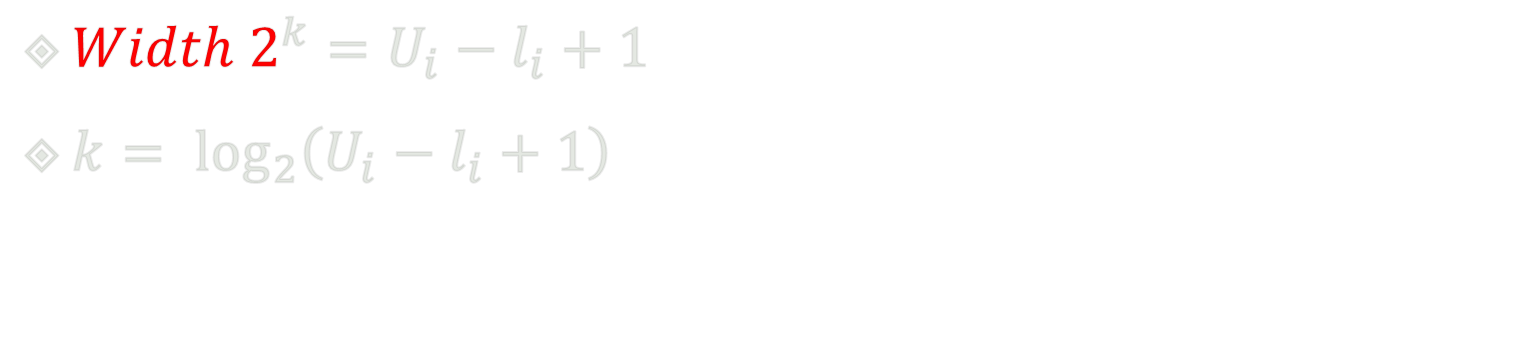 Width 2^k = U_i − l_i + 1
k = log_2(U_i − l_i + 1)